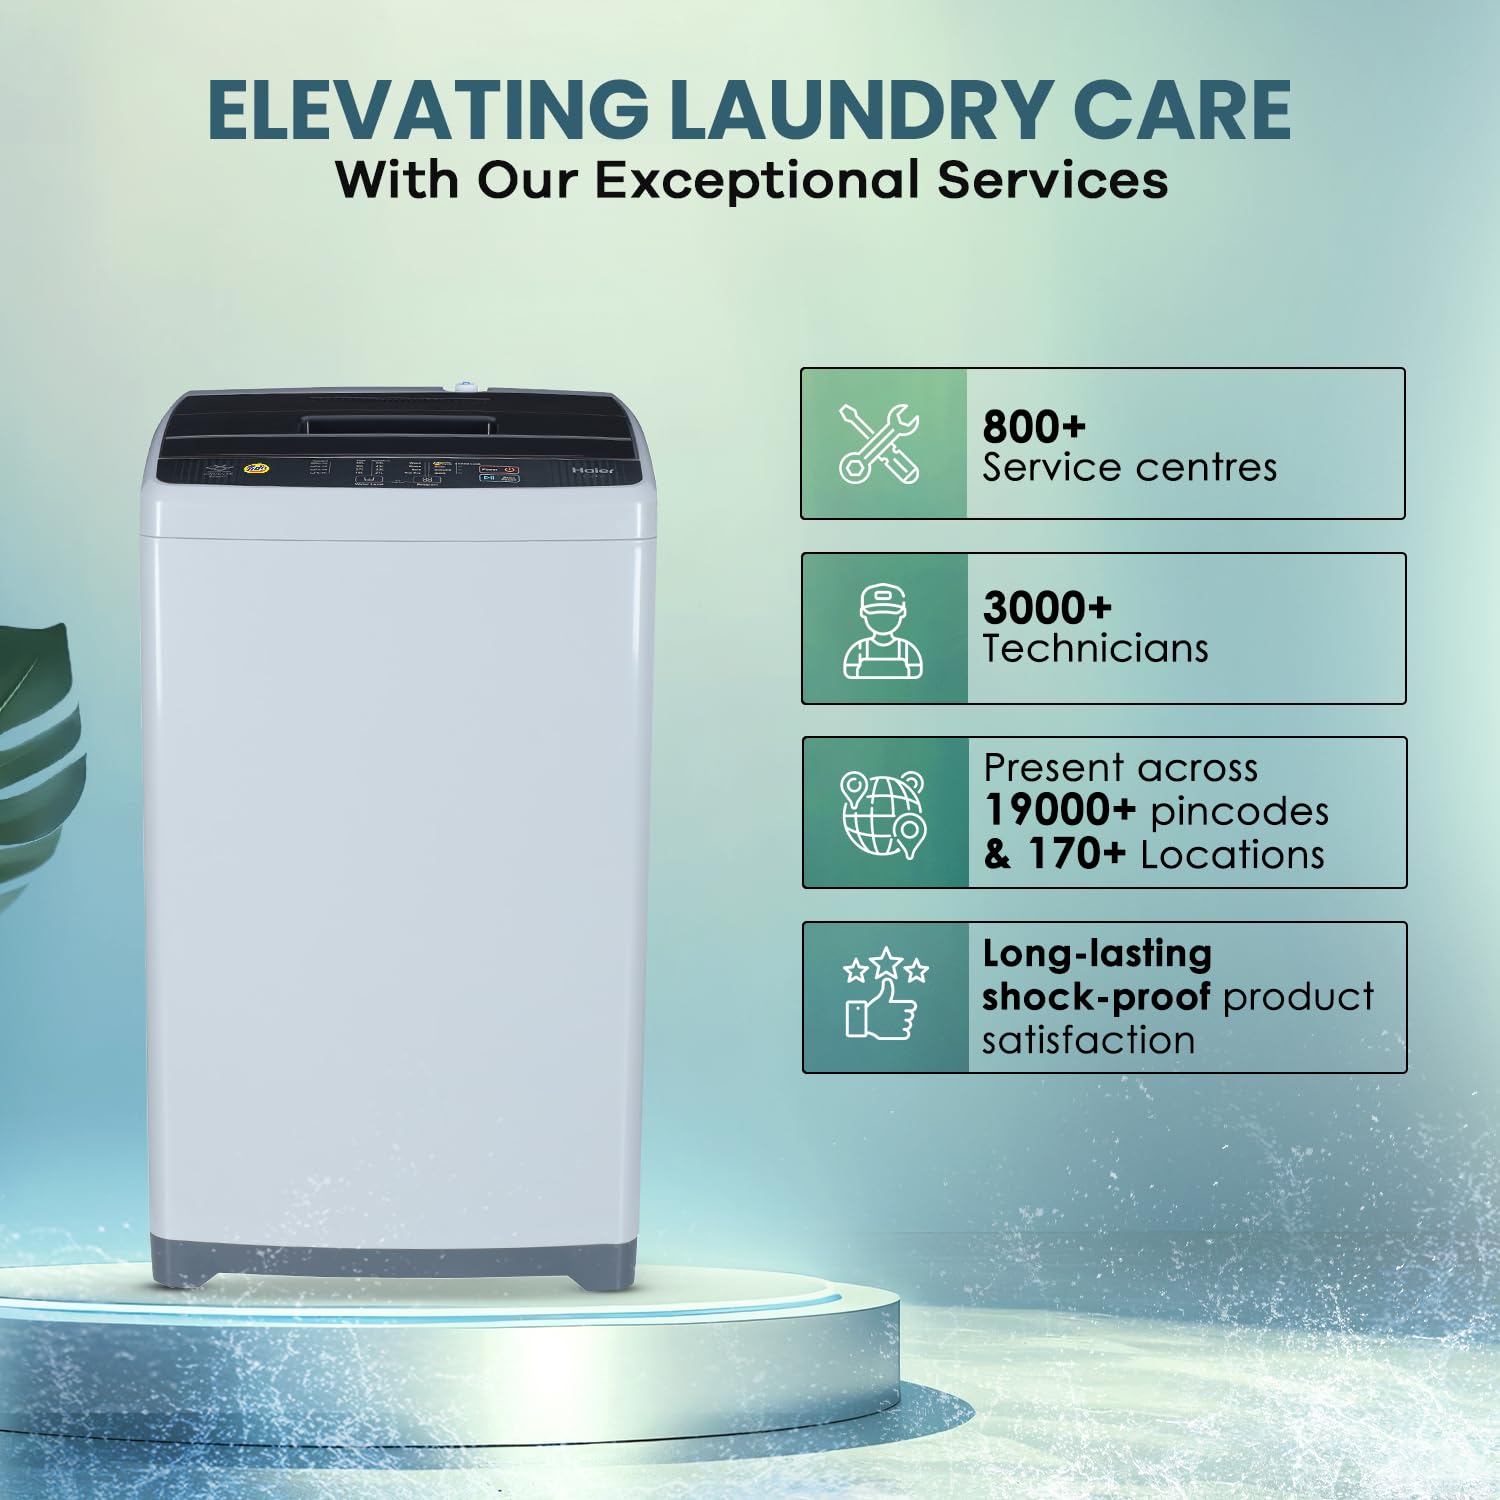 ELEVATING LAUNDRY CARE
With Our Exceptional Services
Haier
Power
800+
Service centres
3000+
Technicians
Present across
19000+ pincodes
& 170+ Locations
Long-lasting
shock-proof product
satisfaction